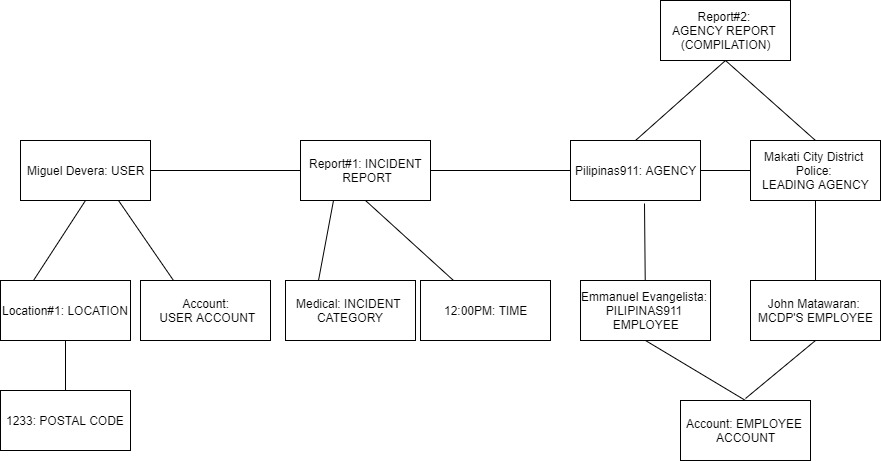 Report#2:
AGENCY REPORT
(COMPILATION)
Miguel Devera: USER
Report#1: INCIDENT
REPORT
Pilipinas911: AGENCY
Makati City District
Police:
LEADING AGENCY
Location#1: LOCATION
Account:
USER ACCOUNT
Medical: INCIDENT
CATEGORY
12:00PM: TIME
Emmanuel Evangelista:
PILIPINAS911
EMPLOYEE
John Matawaran:
MCDP'S EMPLOYEE
1233: POSTAL CODE
Account: EMPLOYEE
ACCOUNT